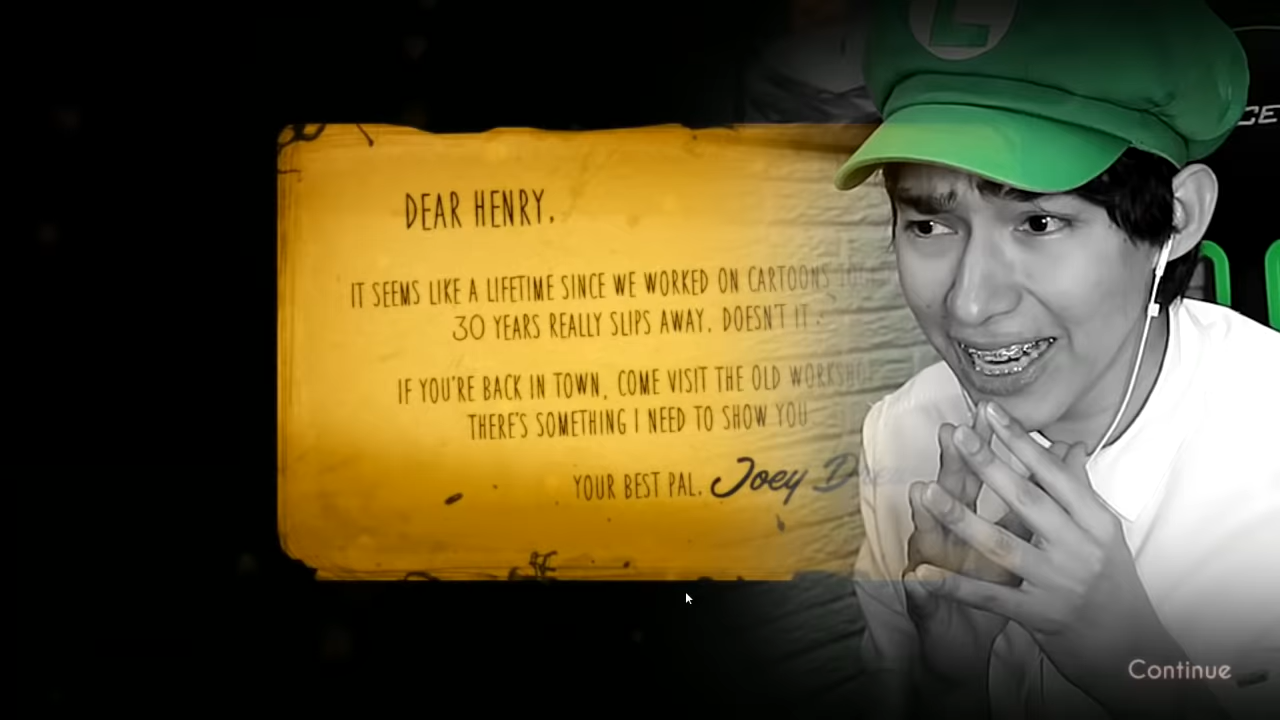 DEAR HENRY,
IT SEEMS LIKE A LIFETIME SINCE WE WORKED ON CARTOONS
30 YEARS REALLY SLIPS AWAY, DOESN'T IT
IF YOU'RE BACK IN TOWN, COME VISIT THE OLD WORKSHOP
THERE'S SOMETHING I NEED TO SHOW YOU
YOUR BEST PAL, Joey
L
CE
Continue